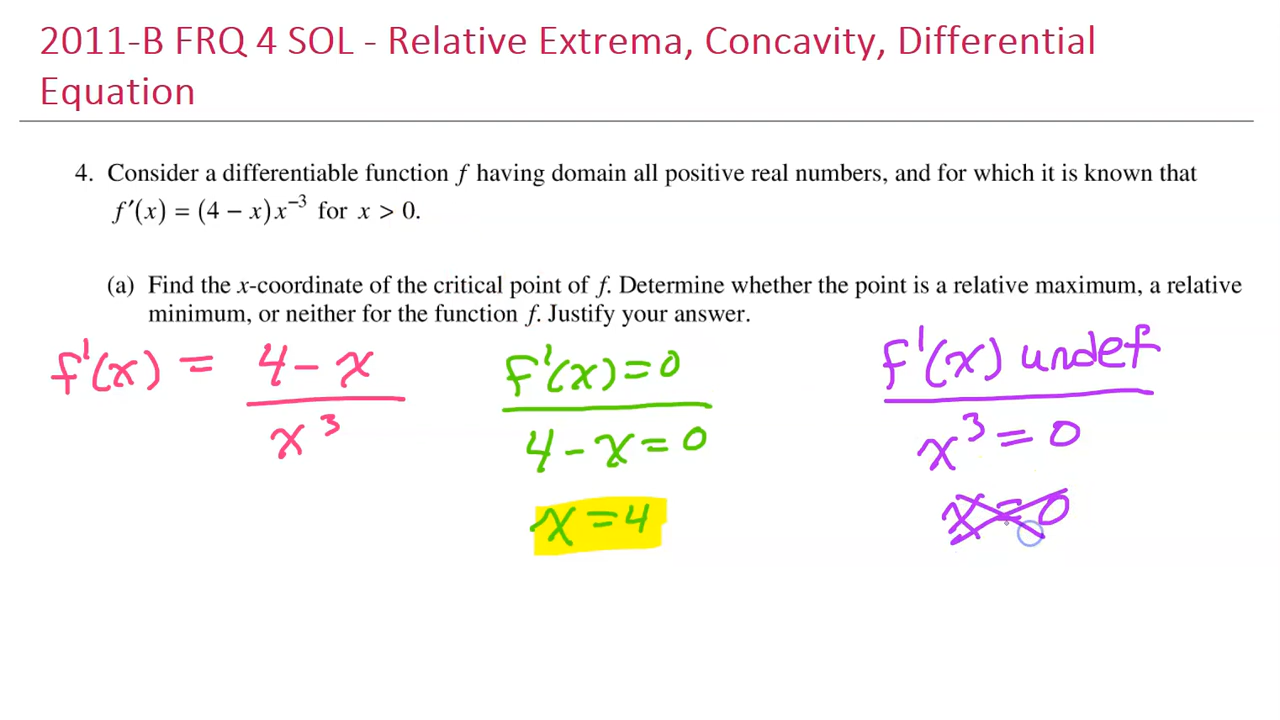 2011-B FRQ 4 SOL - Relative Extrema, Concavity, Differential
Equation
4. Consider a differentiable function f having domain all positive real numbers, and for which it is known that
f′(x) = (4 − x)x⁻³ for x > 0.
(a) Find the x-coordinate of the critical point of f. Determine whether the point is a relative maximum, a relative
minimum, or neither for the function f. Justify your answer.
f'(x) = 4 - x / x³
f'(x) = 0
4 - x = 0
x = 4
f'(x) undef
x³ = 0
x = 0